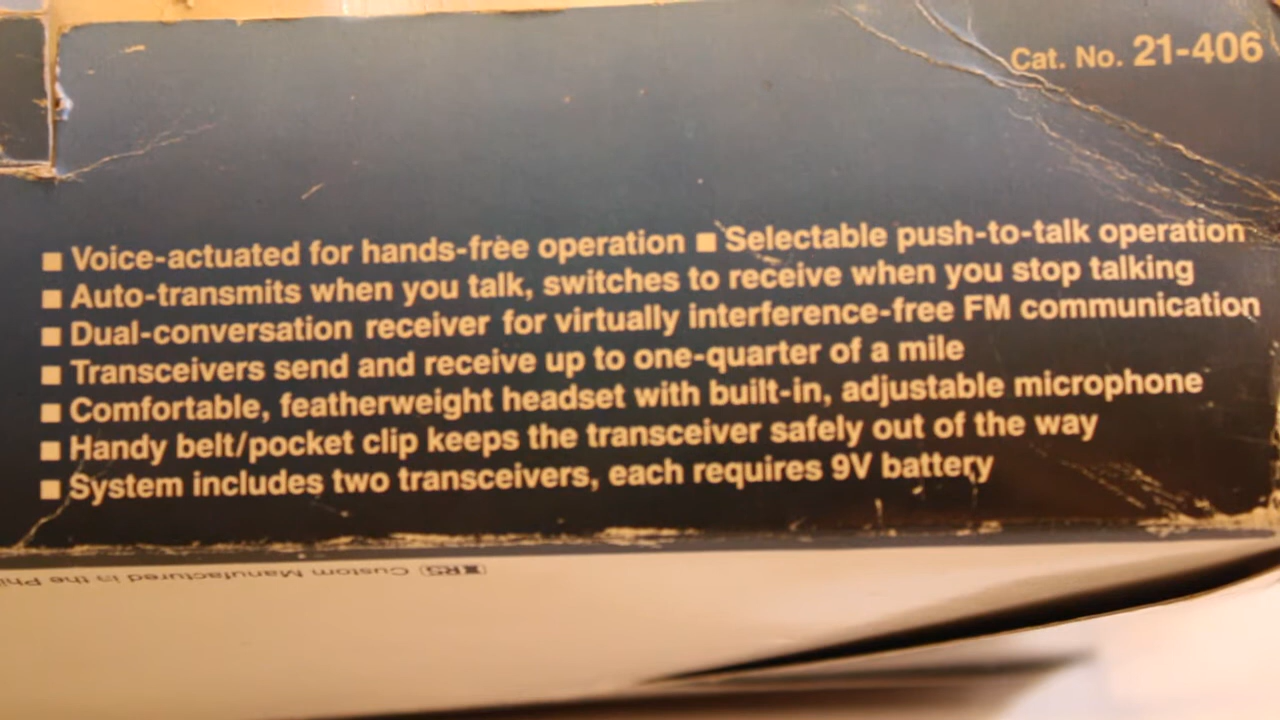 Cat. No. 21-406
■ Voice-actuated for hands-free operation ■ Selectable push-to-talk operation
■ Auto-transmits when you talk, switches to receive when you stop talking
■ Dual-conversation receiver for virtually interference-free FM communication
■ Transceivers send and receive up to one-quarter of a mile
■ Comfortable, featherweight headset with built-in, adjustable microphone
■ Handy belt/pocket clip keeps the transceiver safely out of the way
■ System includes two transceivers, each requires 9V battery
Custom Manufactured in the